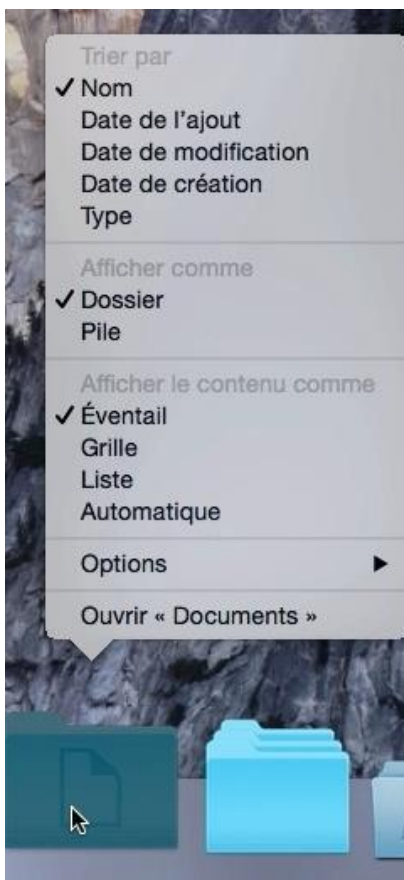 Trier par
✓ Nom
Date de l'ajout
Date de modification
Date de création
Type
Afficher comme
✓ Dossier
Pile
Afficher le contenu comme
✓ Éventail
Grille
Liste
Automatique
Options ▶
Ouvrir « Documents »